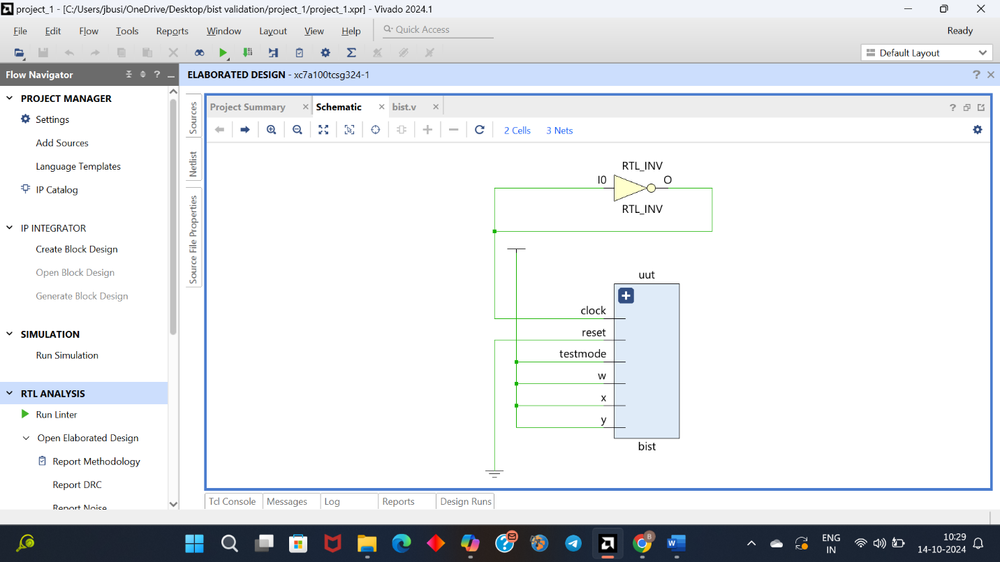 project_1 - [C:/Users/jbusi/OneDrive/Desktop/bist validation/project_1/project_1.xpr] - Vivado 2024.1
File Edit Flow Tools Reports Window Layout View Help Quick Access Ready
Default Layout
Flow Navigator
ELABORATED DESIGN - xc7a100tcsg324-1
PROJECT MANAGER
Settings
Add Sources
Language Templates
IP Catalog
IP INTEGRATOR
Create Block Design
Open Block Design
Generate Block Design
SIMULATION
Run Simulation
RTL ANALYSIS
Run Linter
Open Elaborated Design
Report Methodology
Report DRC
Report Noise
Sources
Netlist
Source File Properties
Project Summary Schematic bist.v
2 Cells 3 Nets
RTL_INV
I0 O
RTL_INV
uut
clock
reset
testmode
w
x
y
bist
Tcl Console Messages Log Reports Design Runs
ENG
IN
10:29
14-10-2024